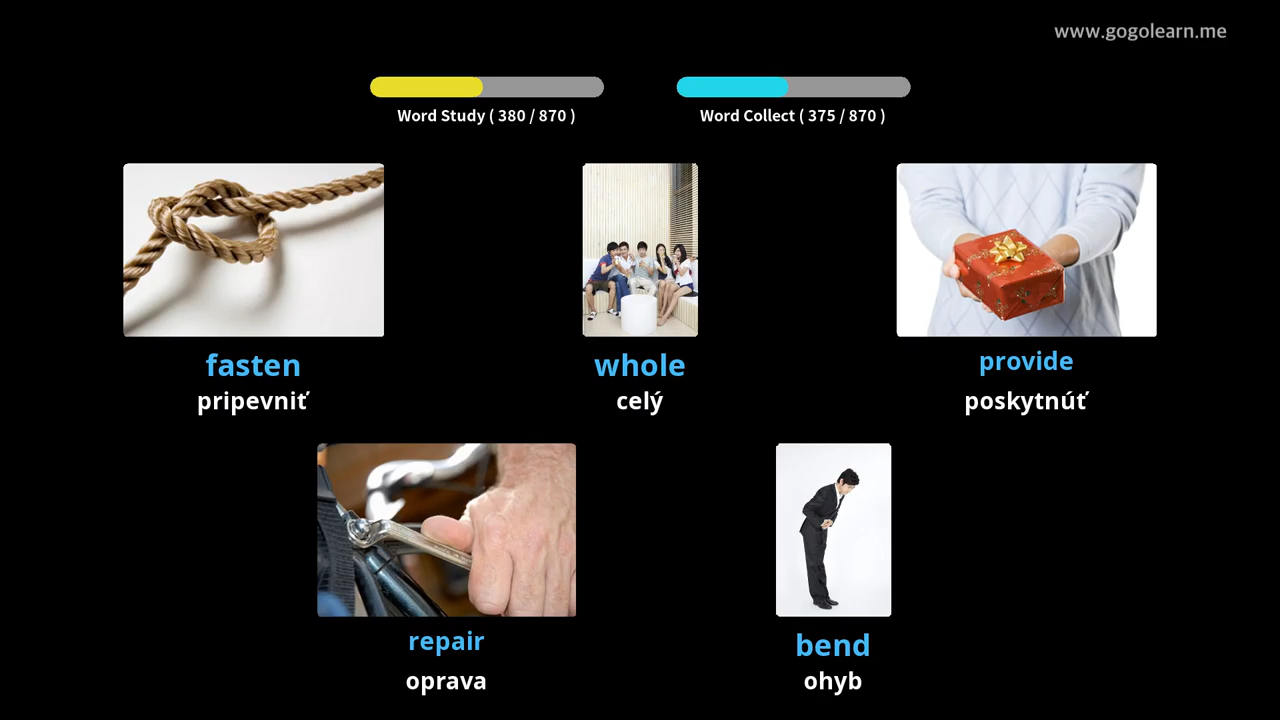 www.gogolearn.me
Word Study ( 380 / 870 )
Word Collect ( 375 / 870 )
fasten
pripevniť
whole
celý
provide
poskytnúť
repair
oprava
bend
ohyb